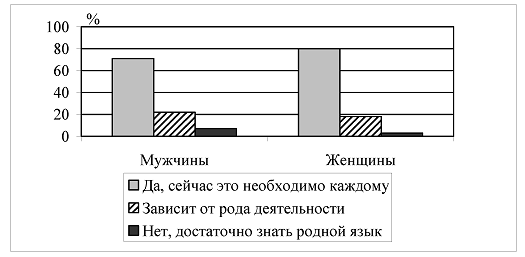 %
100
80
60
40
20
0
Мужчины Женщины
Да, сейчас это необходимо каждому
Зависит от рода деятельности
Нет, достаточно знать родной язык